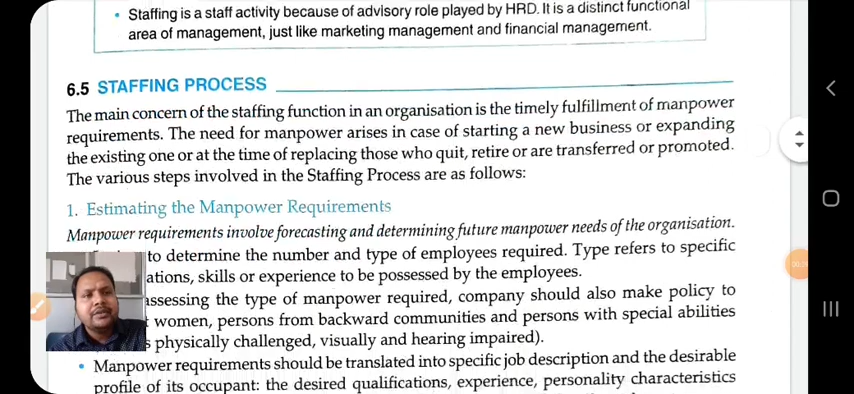 • Staffing is a staff activity because of advisory role played by HRD. It is a distinct functional
area of management, just like marketing management and financial management.
6.5 STAFFING PROCESS
The main concern of the staffing function in an organisation is the timely fulfillment of manpower
requirements. The need for manpower arises in case of starting a new business or expanding
the existing one or at the time of replacing those who quit, retire or are transferred or promoted.
The various steps involved in the Staffing Process are as follows:
1. Estimating the Manpower Requirements
Manpower requirements involve forecasting and determining future manpower needs of the organisation.
to determine the number and type of employees required. Type refers to specific
ations, skills or experience to be possessed by the employees.
assessing the type of manpower required, company should also make policy to
women, persons from backward communities and persons with special abilities
s physically challenged, visually and hearing impaired).
• Manpower requirements should be translated into specific job description and the desirable
profile of its occupant: the desired qualifications, experience, personality characteristics